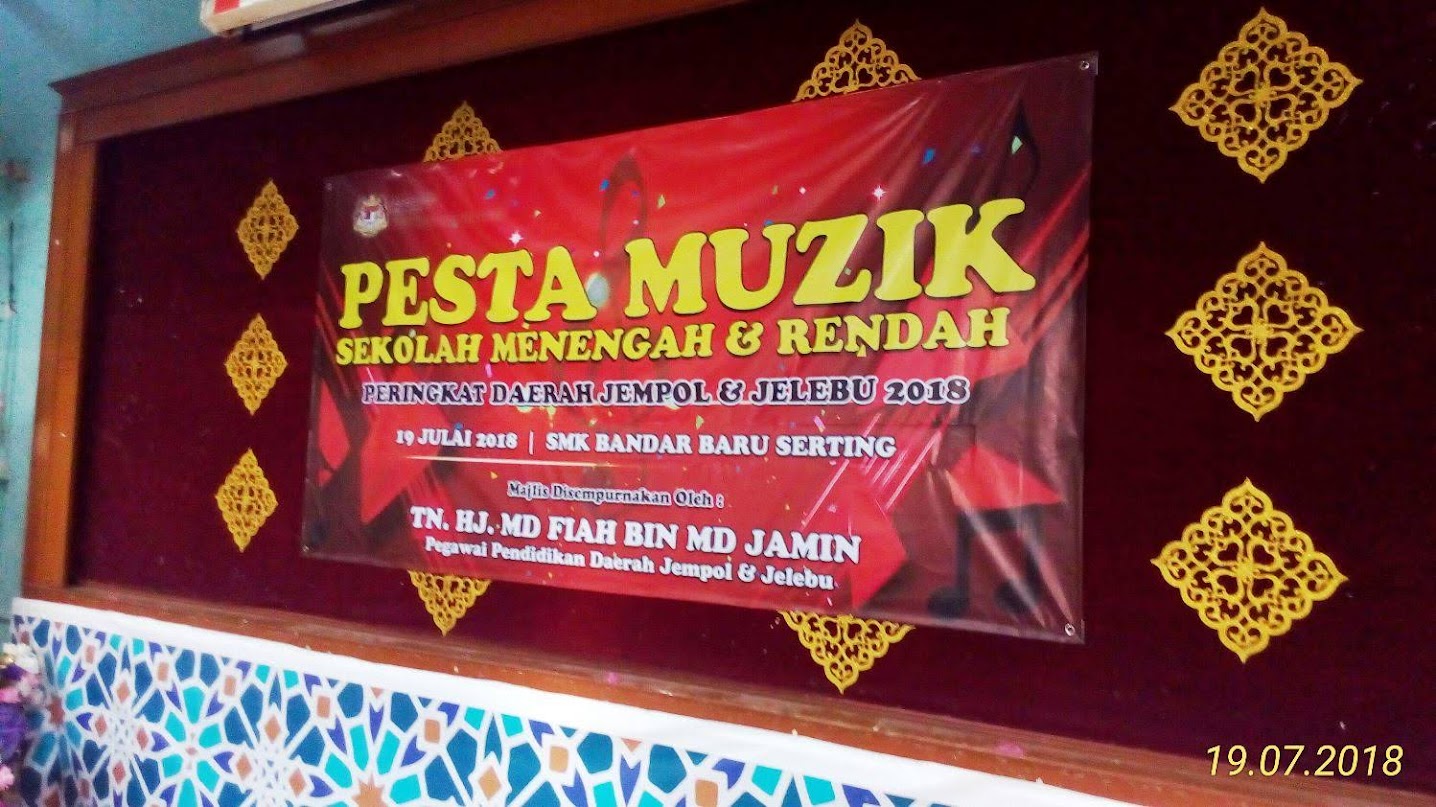 PESTA MUZIK
SEKOLAH MENENGAH & RENDAH
PERINGKAT DAERAH JEMPOL & JELEBU 2018
19 JULAI 2018 | SMK BANDAR BARU SERTING
Majlis Disempurnakan Oleh :
TN. HJ. MD FIAH BIN MD JAMIN
Pegawai Pendidikan Daerah Jempol & Jelebu
19.07.2018